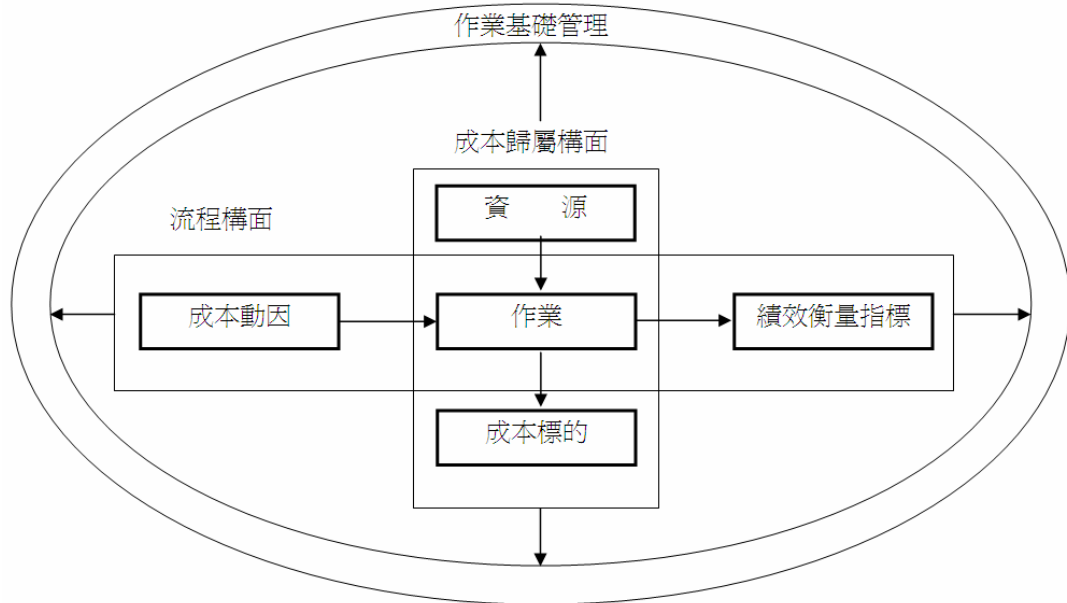 作業基礎管理
成本歸屬構面
資　　源
流程構面
成本動因
作業
績效衡量指標
成本標的